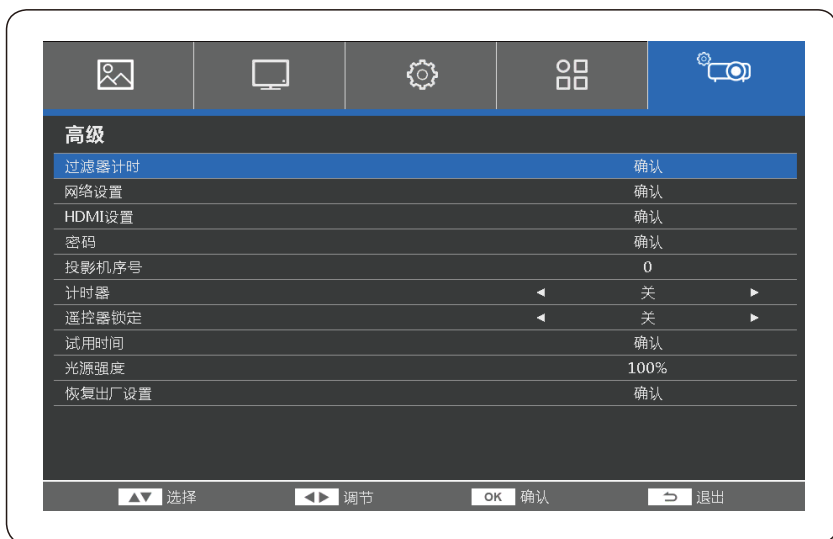 高级
过滤器计时 确认
网络设置 确认
HDMI设置 确认
密码 确认
投影机序号 0
计时器 ◀ 关 ▶
遥控器锁定 ◀ 关 ▶
试用时间 确认
光源强度 100%
恢复出厂设置 确认
▲▼ 选择 ◀▶ 调节 OK 确认 退出